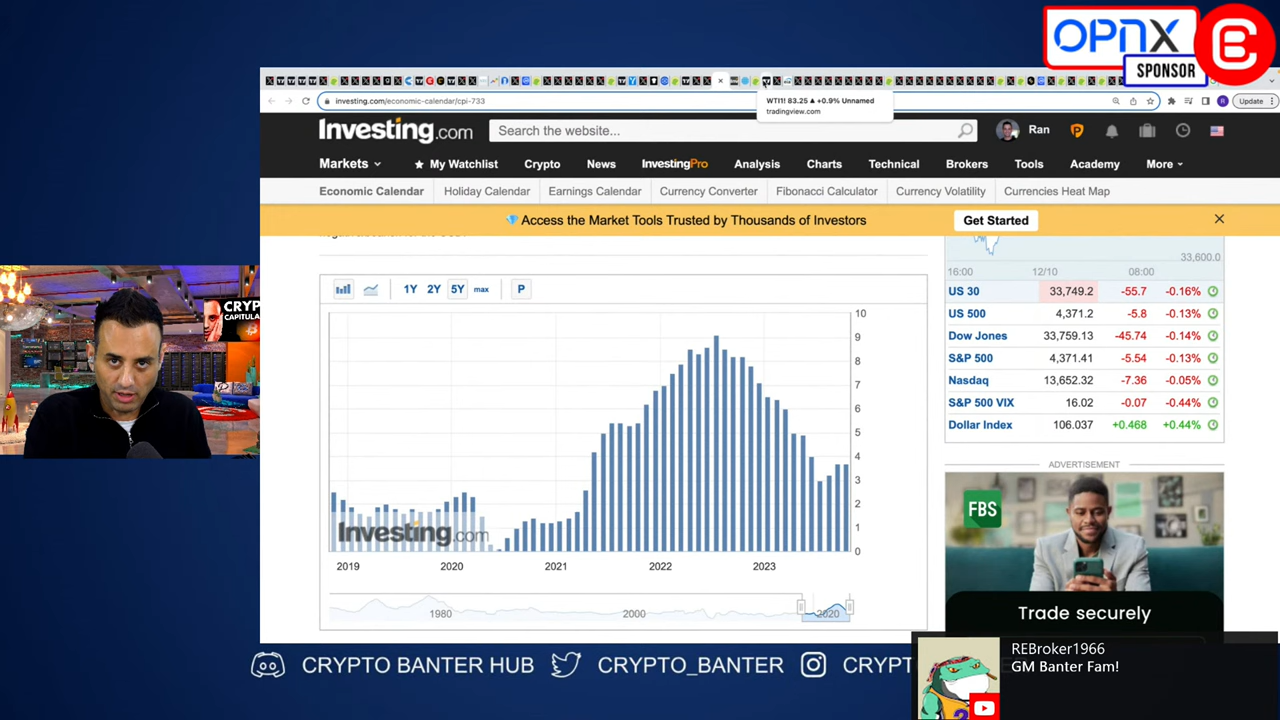 OPNX
SPONSOR
WTI1! 83.25 ▲ +0.9% Unnamed
tradingview.com
investing.com/economic-calendar/cpi-733
Update
Investing.com
Search the website...
Ran
Markets
My Watchlist
Crypto
News
InvestingPro
Analysis
Charts
Technical
Brokers
Tools
Academy
More
Economic Calendar
Holiday Calendar
Earnings Calendar
Currency Converter
Fibonacci Calculator
Currency Volatility
Currencies Heat Map
Access the Market Tools Trusted by Thousands of Investors
Get Started
1Y 2Y 5Y max P
10
9
8
7
6
5
4
3
2
1
0
Investing.com
2019 2020 2021 2022 2023
1980 2000 2020
33,600.0
16:00 12/10 08:00
US 30 33,749.2 -55.7 -0.16%
US 500 4,371.2 -5.8 -0.13%
Dow Jones 33,759.13 -45.74 -0.14%
S&P 500 4,371.41 -5.54 -0.13%
Nasdaq 13,652.32 -7.36 -0.05%
S&P 500 VIX 16.02 -0.07 -0.44%
Dollar Index 106.037 +0.468 +0.44%
ADVERTISEMENT
FBS
Trade securely
CRYP
CAPITULA
CRYPTO BANTER HUB
CRYPTO_BANTER
CRYPT
REBroker1966
GM Banter Fam!